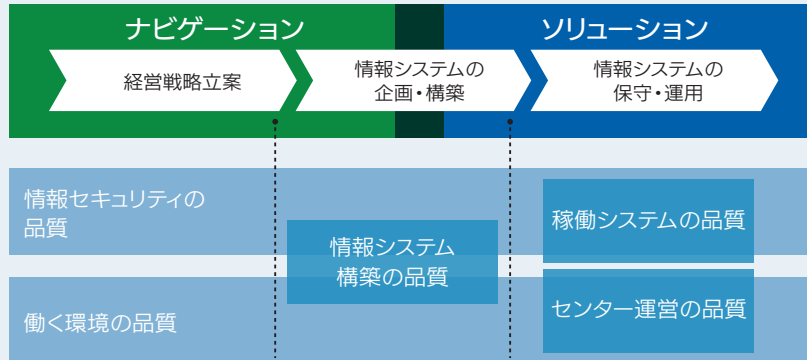 ナビゲーション
ソリューション
経営戦略立案
情報システムの
企画・構築
情報システムの
保守・運用
情報セキュリティの
品質
情報システム
構築の品質
稼働システムの品質
働く環境の品質
センター運営の品質